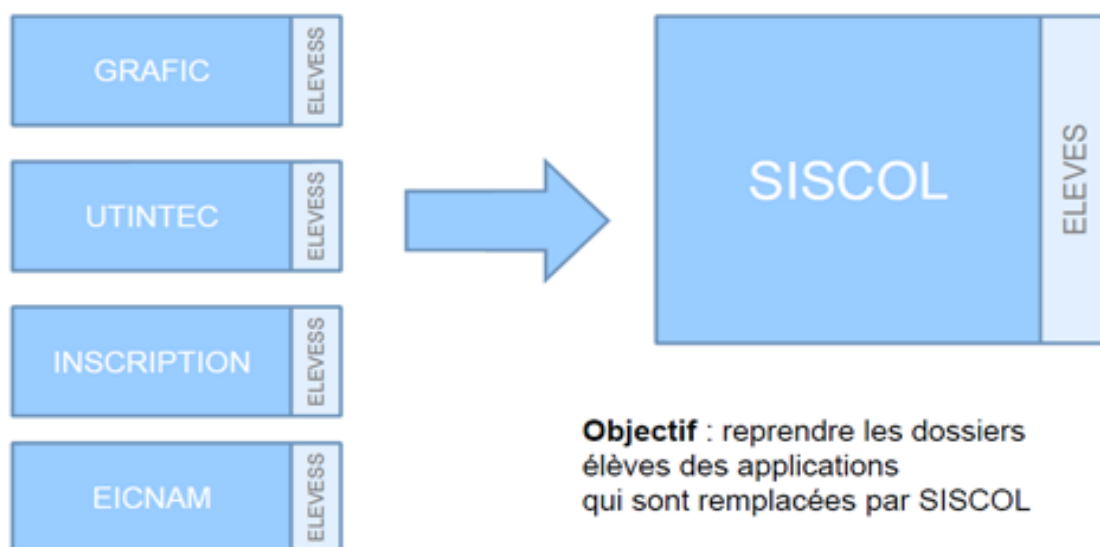 GRAFIC
ELEVESS
UTINTEC
ELEVESS
INSCRIPTION
ELEVESS
EICNAM
ELEVESS
SISCOL
ELEVES
Objectif : reprendre les dossiers
élèves des applications
qui sont remplacées par SISCOL